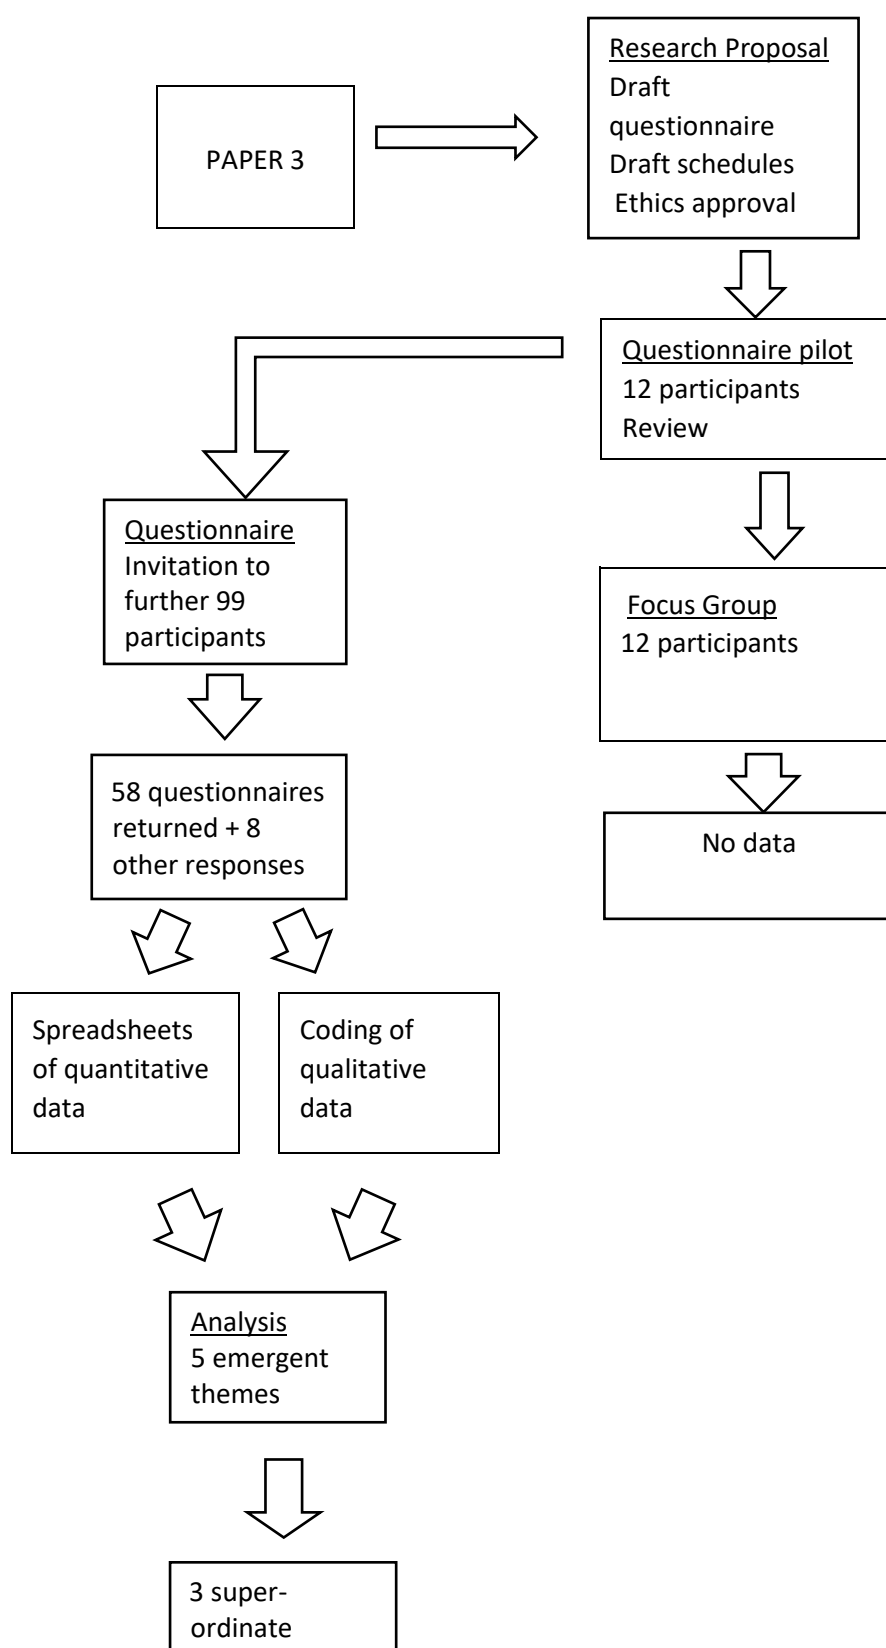 PAPER 3
Research Proposal
Draft
questionnaire
Draft schedules
Ethics approval
Questionnaire pilot
12 participants
Review
Questionnaire
Invitation to
further 99
participants
Focus Group
12 participants
58 questionnaires
returned + 8
other responses
No data
Spreadsheets
of quantitative
data
Coding of
qualitative
data
Analysis
5 emergent
themes
3 super-
ordinate